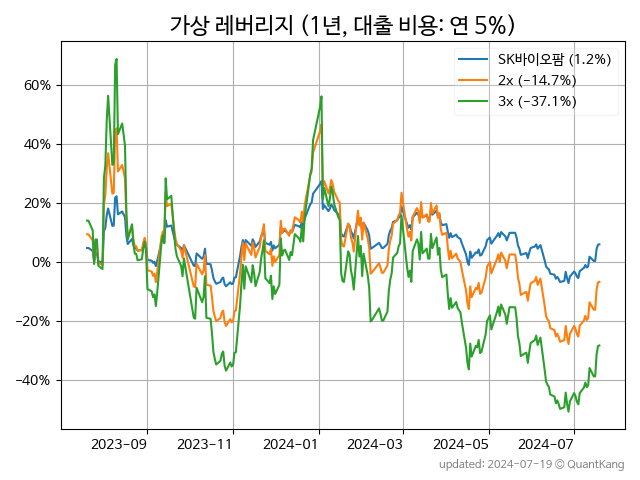 가상 레버리지 (1년, 대출 비용: 연 5%)
SK바이오팜 (1.2%)
2x (−14.7%)
3x (−37.1%)
60%
40%
20%
0%
−20%
−40%
2023-09 2023-11 2024-01 2024-03 2024-05 2024-07
updated: 2024-07-19 © QuantKang